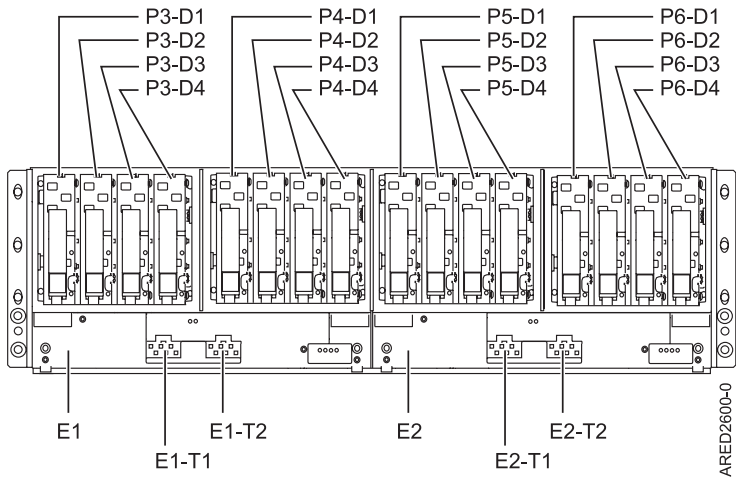 P3-D1 P4-D1 P5-D1 P6-D1
P3-D2 P4-D2 P5-D2 P6-D2
P3-D3 P4-D3 P5-D3 P6-D3
P3-D4 P4-D4 P5-D4 P6-D4
E1 E1-T2 E2 E2-T2
E1-T1 E2-T1
ARED2600-0